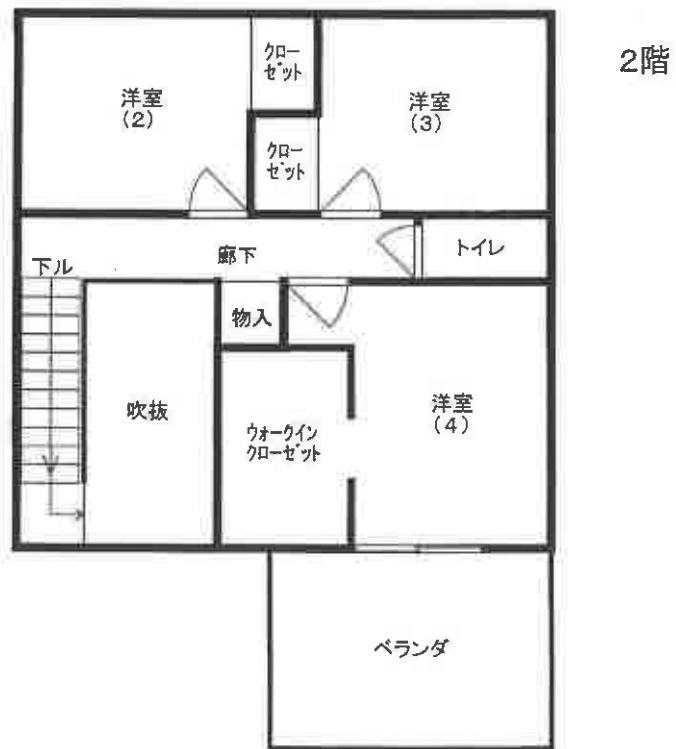 2階
クロー
ゼット
洋室
(2)
洋室
(3)
クロー
ゼット
廊下
トイレ
下ル
物入
吹抜
洋室
(4)
ウォークイン
クローゼット
ベランダ